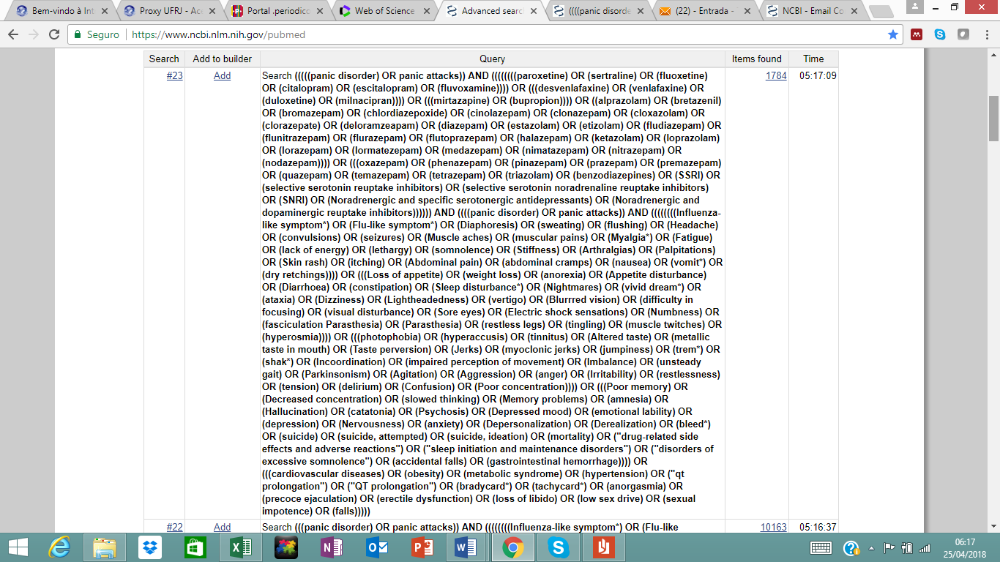 Bem-vindo à Int
Proxy UFRJ - Ace
Portal .periodico
Web of Science
Advanced searc
((((panic disorde
(22) - Entrada -
NCBI - Email Co
Seguro https://www.ncbi.nlm.nih.gov/pubmed
Search Add to builder Query Items found Time
#23 Add Search (((((panic disorder) OR panic attacks)) AND ((((((((paroxetine) OR (sertraline) OR (fluoxetine) 1784 05:17:09
OR (citalopram) OR (escitalopram) OR (fluvoxamine)))) OR (((desvenlafaxine) OR (venlafaxine) OR
(duloxetine) OR (milnacipran)))) OR (((mirtazapine) OR (bupropion)))) OR ((alprazolam) OR (bretazenil)
OR (bromazepam) OR (chlordiazepoxide) OR (cinolazepam) OR (clonazepam) OR (cloxazolam) OR
(clorazepate) OR (deloramzeapam) OR (diazepam) OR (estazolam) OR (etizolam) OR (fludiazepam) OR
(flunitrazepam) OR (flurazepam) OR (flutoprazepam) OR (halazepam) OR (ketazolam) OR (loprazolam)
OR (lorazepam) OR (lormatezepam) OR (medazepam) OR (nimatazepam) OR (nitrazepam) OR
(nodazepam)))) OR (((oxazepam) OR (phenazepam) OR (pinazepam) OR (prazepam) OR (premazepam)
OR (quazepam) OR (temazepam) OR (tetrazepam) OR (triazolam) OR (benzodiazepines) OR (SSRI) OR
(selective serotonin reuptake inhibitors) OR (selective serotonin noradrenaline reuptake inhibitors)
OR (SNRI) OR (Noradrenergic and specific serotonergic antidepressants) OR (Noradrenergic and
dopaminergic reuptake inhibitors)))))) AND ((((panic disorder) OR panic attacks)) AND ((((((((Influenza-
like symptom*) OR (Flu-like symptom*) OR (Diaphoresis) OR (sweating) OR (flushing) OR (Headache)
OR (convulsions) OR (seizures) OR (Muscle aches) OR (muscular pains) OR (Myalgia*) OR (Fatigue)
OR (lack of energy) OR (lethargy) OR (somnolence) OR (Stiffness) OR (Arthralgias) OR (Palpitations)
OR (Skin rash) OR (itching) OR (Abdominal pain) OR (abdominal cramps) OR (nausea) OR (vomit*) OR
(dry retchings)))) OR (((Loss of appetite) OR (weight loss) OR (anorexia) OR (Appetite disturbance)
OR (Diarrhoea) OR (constipation) OR (Sleep disturbance*) OR (Nightmares) OR (vivid dream*) OR
(ataxia) OR (Dizziness) OR (Lightheadedness) OR (vertigo) OR (Blurrred vision) OR (difficulty in
focusing) OR (visual disturbance) OR (Sore eyes) OR (Electric shock sensations) OR (Numbness) OR
(fasciculation Parasthesia) OR (Parasthesia) OR (restless legs) OR (tingling) OR (muscle twitches) OR
(hyperosmia)))) OR (((photophobia) OR (hyperaccusis) OR (tinnitus) OR (Altered taste) OR (metallic
taste in mouth) OR (Taste perversion) OR (Jerks) OR (myoclonic jerks) OR (jumpiness) OR (trem*) OR
(shak*) OR (Incoordination) OR (impaired perception of movement) OR (Imbalance) OR (unsteady
gait) OR (Parkinsonism) OR (Agitation) OR (Aggression) OR (anger) OR (Irritability) OR (restlessness)
OR (tension) OR (delirium) OR (Confusion) OR (Poor concentration)))) OR (((Poor memory) OR
(Decreased concentration) OR (slowed thinking) OR (Memory problems) OR (amnesia) OR
(Hallucination) OR (catatonia) OR (Psychosis) OR (Depressed mood) OR (emotional lability) OR
(depression) OR (Nervousness) OR (anxiety) OR (Depersonalization) OR (Derealization) OR (bleed*)
OR (suicide) OR (suicide, attempted) OR (suicide, ideation) OR (mortality) OR ("drug-related side
effects and adverse reactions") OR ("sleep initiation and maintenance disorders") OR ("disorders of
excessive somnolence") OR (accidental falls) OR (gastrointestinal hemorrhage)))) OR
(((cardiovascular diseases) OR (obesity) OR (metabolic syndrome) OR (hypertension) OR ("qt
prolongation") OR ("QT prolongation") OR (bradycard*) OR (tachycard*) OR (anorgasmia) OR
(precoce ejaculation) OR (erectile dysfunction) OR (loss of libido) OR (low sex drive) OR (sexual
impotence) OR (falls)))))
#22 Add Search (((panic disorder) OR panic attacks)) AND ((((((((Influenza-like symptom*) OR (Flu-like 10163 05:16:37
06:17
25/04/2018